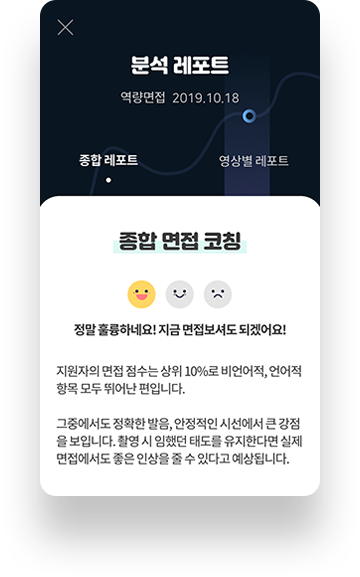 분석 레포트
역량면접 2019.10.18
종합 레포트
영상별 레포트
종합 면접 코칭
정말 훌륭하네요! 지금 면접보셔도 되겠어요!
지원자의 면접 점수는 상위 10%로 비언어적, 언어적
항목 모두 뛰어난 편입니다.
그중에서도 정확한 발음, 안정적인 시선에서 큰 강점
을 보입니다. 촬영 시 임했던 태도를 유지한다면 실제
면접에서도 좋은 인상을 줄 수 있다고 예상됩니다.